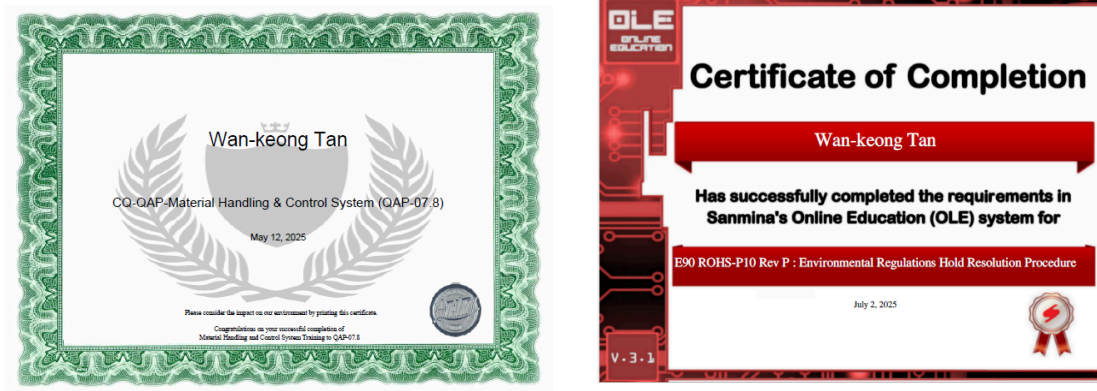 Wan-keong Tan
CQ-QAP-Material Handling & Control System (QAP-07.8)
May 12, 2025
Please consider the impact on our environment by printing this certificate.
Congratulations on your successful completion of
Material Handling and Control System Training to QAP-07.8
OLE
ONLINE
EDUCATION
Certificate of Completion
Wan-keong Tan
Has successfully completed the requirements in
Sanmina's Online Education (OLE) system for
E90 ROHS-P10 Rev P : Environmental Regulations Hold Resolution Procedure
July 2, 2025
V.3.1